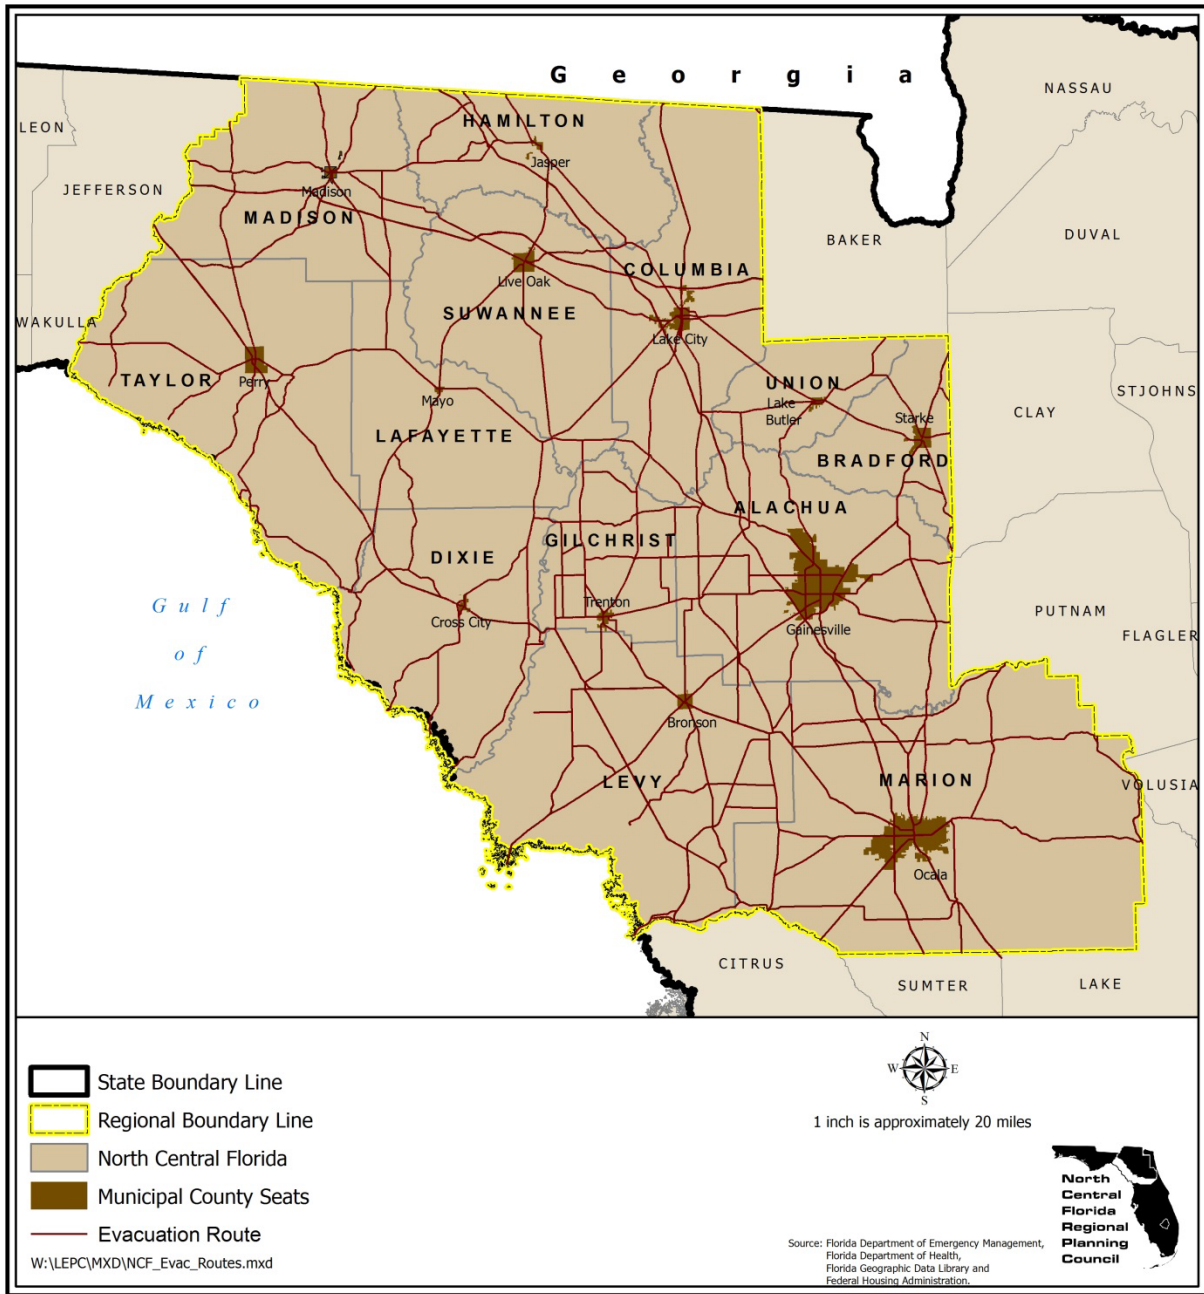 Georgia
NASSAU
LEON
HAMILTON
Jasper
JEFFERSON
Madison
MADISON
DUVAL
BAKER
COLUMBIA
Live Oak
SUWANNEE
WAKULLA
Lake City
TAYLOR
Perry
UNION
STJOHNS
Mayo
Lake
Butler
Starke
CLAY
LAFAYETTE
BRADFORD
ALACHUA
GILCHRIST
DIXIE
Gulf
of
Mexico
Trenton
Cross City
Gainesville
PUTNAM
FLAGLER
Bronson
LEVY
MARION
VOLUSIA
Ocala
CITRUS
SUMTER
LAKE
State Boundary Line
Regional Boundary Line
North Central Florida
Municipal County Seats
Evacuation Route
W:\LEPC\MXD\NCF_Evac_Routes.mxd
N
W E
S
1 inch is approximately 20 miles
North
Central
Florida
Regional
Planning
Council
Source: Florida Department of Emergency Management,
Florida Department of Health,
Florida Geographic Data Library and
Federal Housing Administration.